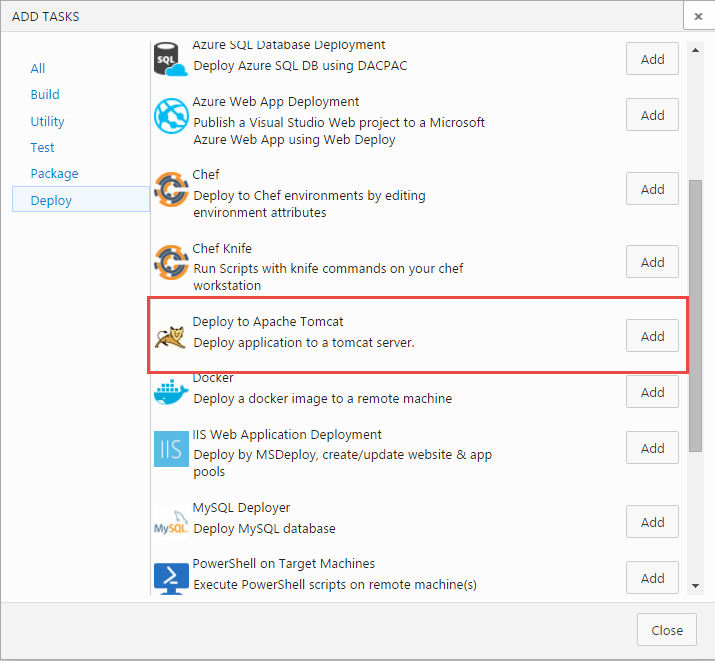 ADD TASKS
×
All
Build
Utility
Test
Package
Deploy
SQL
Azure SQL Database Deployment
Deploy Azure SQL DB using DACPAC
Add
Azure Web App Deployment
Publish a Visual Studio Web project to a Microsoft
Azure Web App using Web Deploy
Add
Chef
Deploy to Chef environments by editing
environment attributes
Add
Chef Knife
Run Scripts with knife commands on your chef
workstation
Add
Deploy to Apache Tomcat
Deploy application to a tomcat server.
Add
Docker
Deploy a docker image to a remote machine
Add
IIS
IIS Web Application Deployment
Deploy by MSDeploy, create/update website & app
pools
Add
MySQL
MySQL Deployer
Deploy MySQL database
Add
PowerShell on Target Machines
Execute PowerShell scripts on remote machine(s)
Add
Close